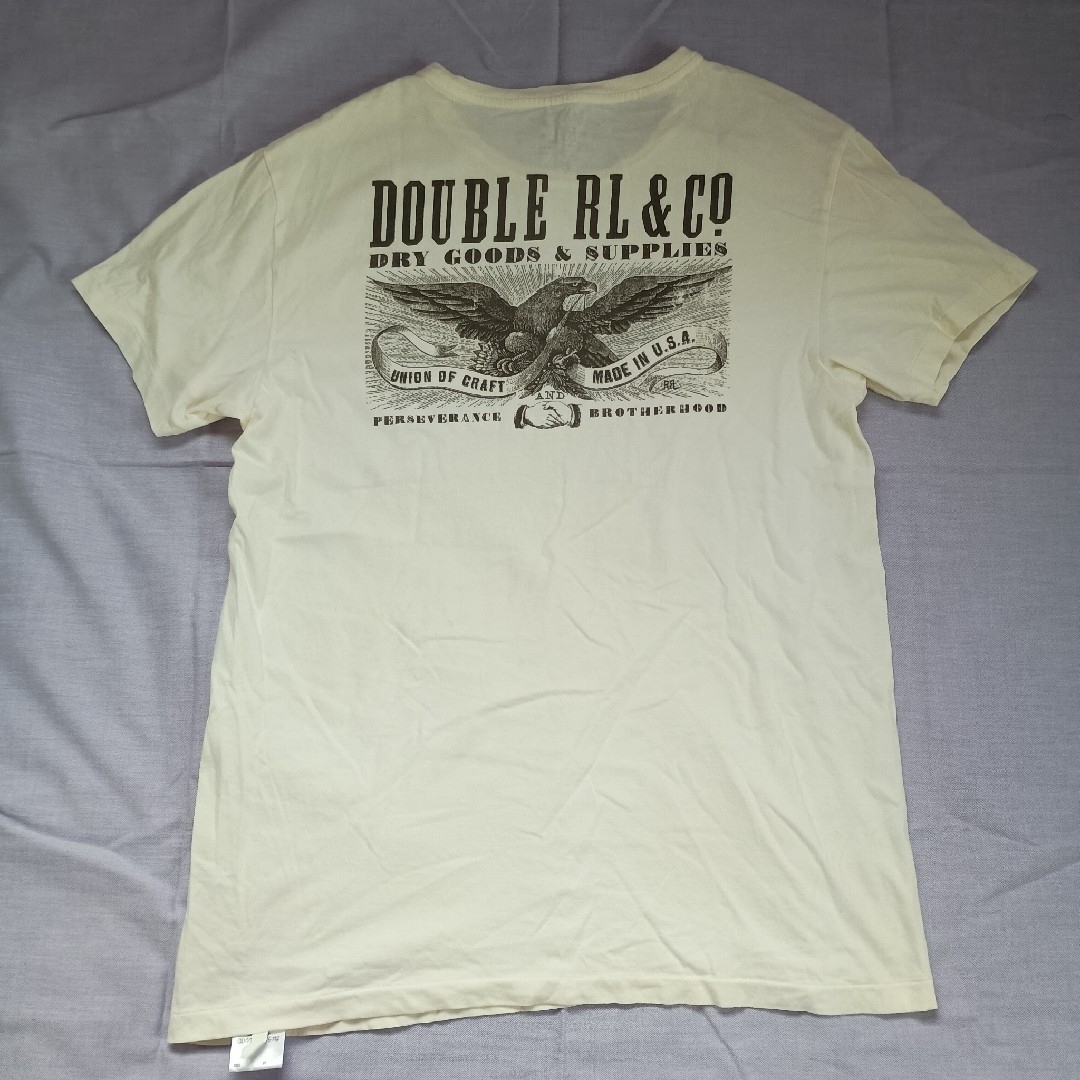 DOUBLE RL & CO.
DRY GOODS & SUPPLIES
UNION OF CRAFT
MADE IN U.S.A.
RRL
AND
PERSEVERANCE
BROTHERHOOD